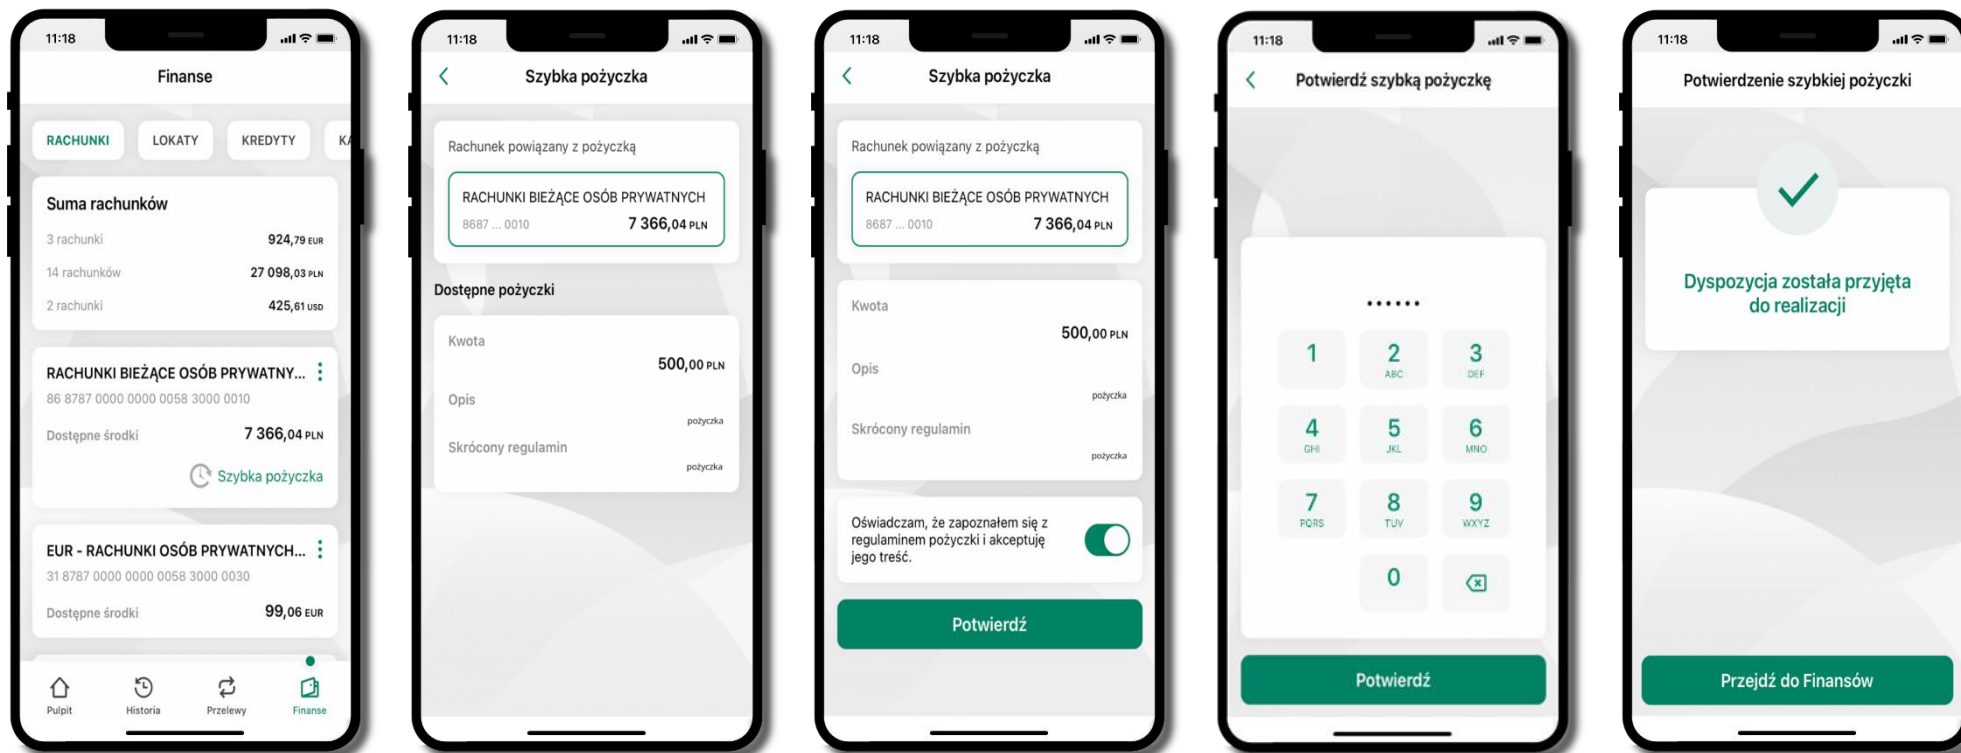 11:18
Finanse
RACHUNKI
LOKATY
KREDYTY
KA
Suma rachunków
3 rachunki
924,79 EUR
14 rachunków
27 098,03 PLN
2 rachunki
425,61 USD
RACHUNKI BIEŻĄCE OSÓB PRYWATNY...
86 8787 0000 0000 0058 3000 0010
Dostępne środki
7 366,04 PLN
Szybka pożyczka
EUR - RACHUNKI OSÓB PRYWATNYCH...
31 8787 0000 0000 0058 3000 0030
Dostępne środki
99,06 EUR
Pulpit
Historia
Przelewy
Finanse
11:18
Szybka pożyczka
Rachunek powiązany z pożyczką
RACHUNKI BIEŻĄCE OSÓB PRYWATNYCH
8687 ... 0010
7 366,04 PLN
Dostępne pożyczki
Kwota
500,00 PLN
Opis
pożyczka
Skrócony regulamin
pożyczka
11:18
Szybka pożyczka
Rachunek powiązany z pożyczką
RACHUNKI BIEŻĄCE OSÓB PRYWATNYCH
8687 ... 0010
7 366,04 PLN
Kwota
500,00 PLN
Opis
pożyczka
Skrócony regulamin
pożyczka
Oświadczam, że zapoznałem się z
regulaminem pożyczki i akceptuję
jego treść.
Potwierdź
11:18
Potwierdź szybką pożyczkę
1
2
3
ABC
DEF
4
5
6
GHI
JKL
MNO
7
8
9
PQRS
TUV
WXYZ
0
Potwierdź
11:18
Potwierdzenie szybkiej pożyczki
Dyspozycja została przyjęta
do realizacji
Przejdź do Finansów